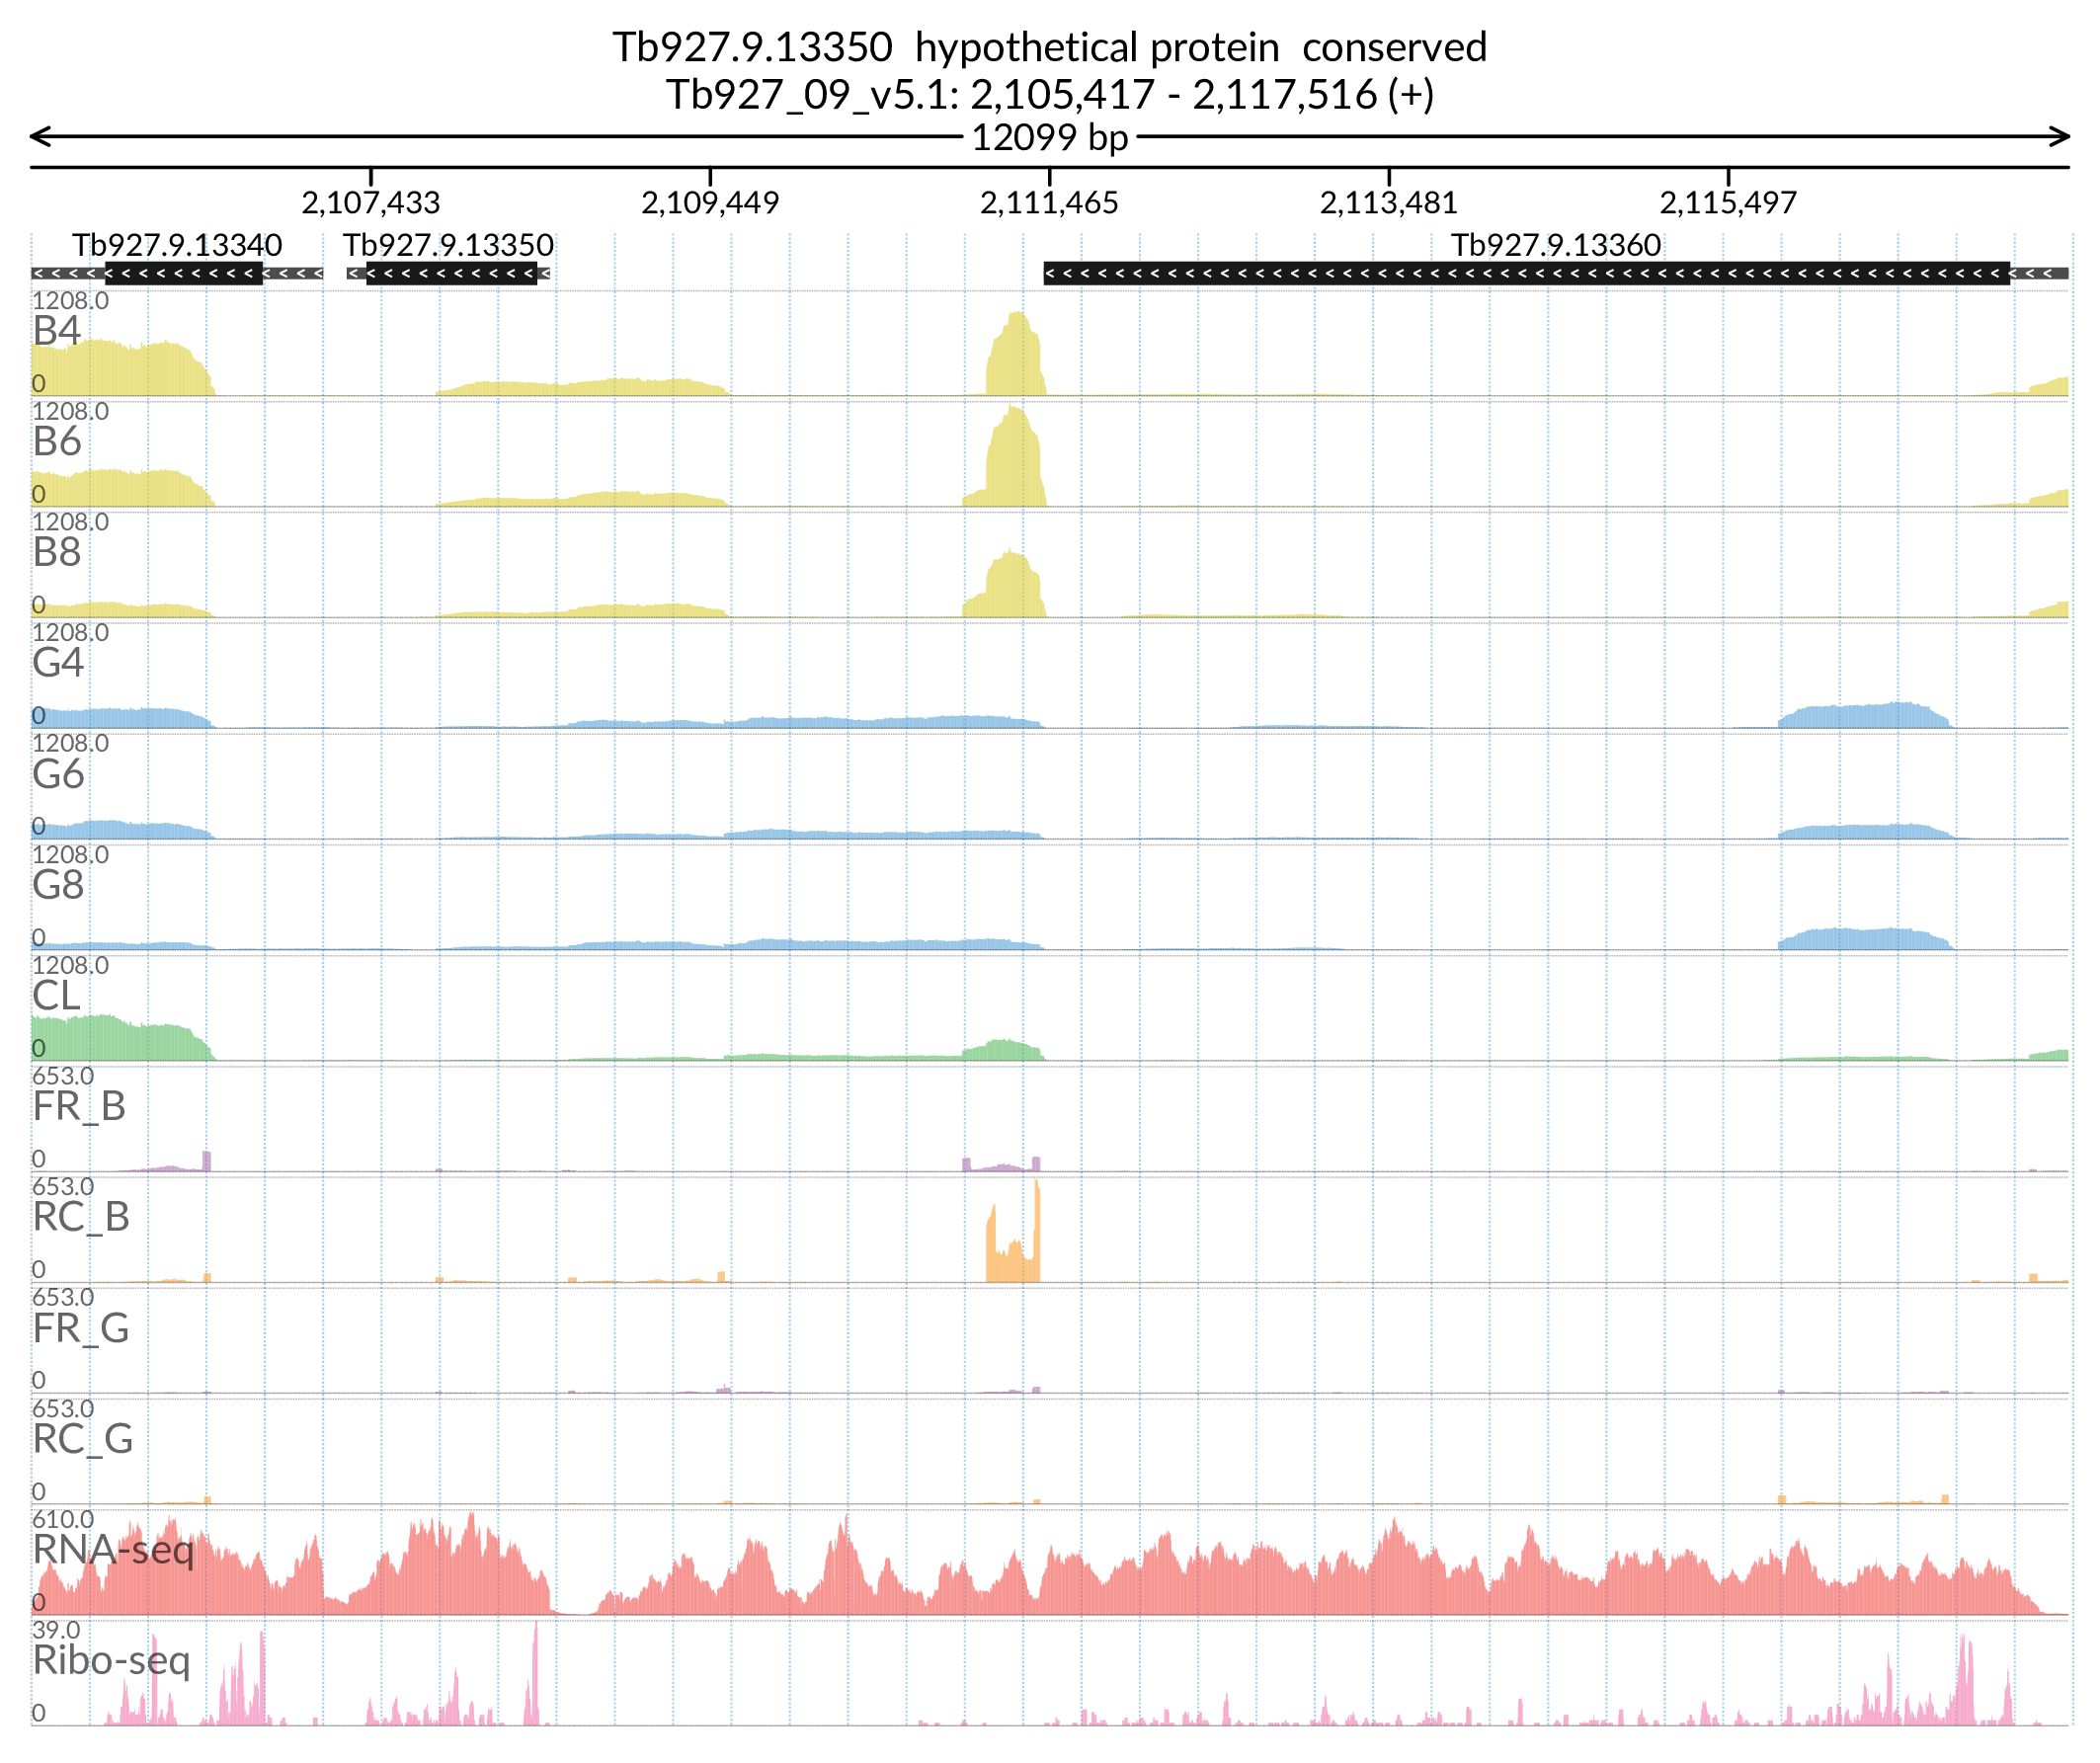 Tb927.9.13350 hypothetical protein conserved
Tb927_09_v5.1: 2,105,417 - 2,117,516 (+)
12099 bp
2,107,433 2,109,449 2,111,465 2,113,481 2,115,497
Tb927.9.13340 Tb927.9.13350 Tb927.9.13360
1208.0
B4
0
1208.0
B6
0
1208.0
B8
0
1208.0
G4
0
1208.0
G6
0
1208.0
G8
0
1208.0
CL
0
653.0
FR_B
0
653.0
RC_B
0
653.0
FR_G
0
653.0
RC_G
0
610.0
RNA-seq
0
39.0
Ribo-seq
0